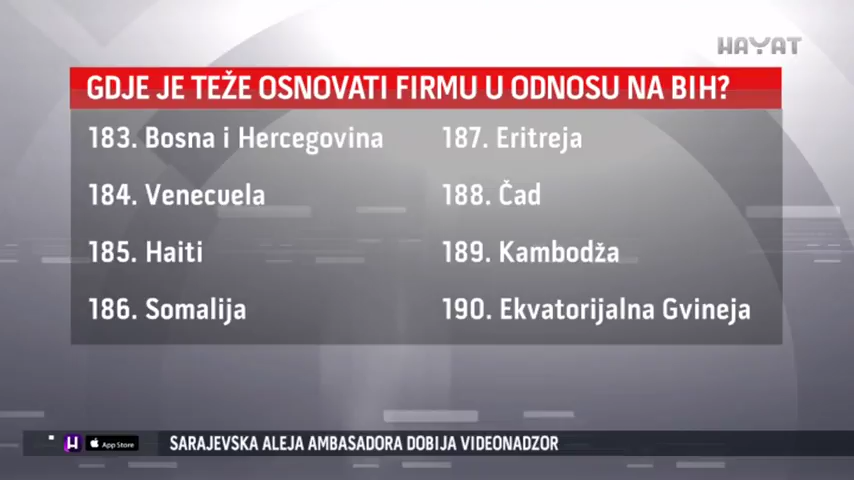 HAYAT
GDJE JE TEŽE OSNOVATI FIRMU U ODNOSU NA BIH?
183. Bosna i Hercegovina
184. Venecuela
185. Haiti
186. Somalija
187. Eritreja
188. Čad
189. Kambodža
190. Ekvatorijalna Gvineja
H App Store SARAJEVSKA ALEJA AMBASADORA DOBIJA VIDEONADZOR